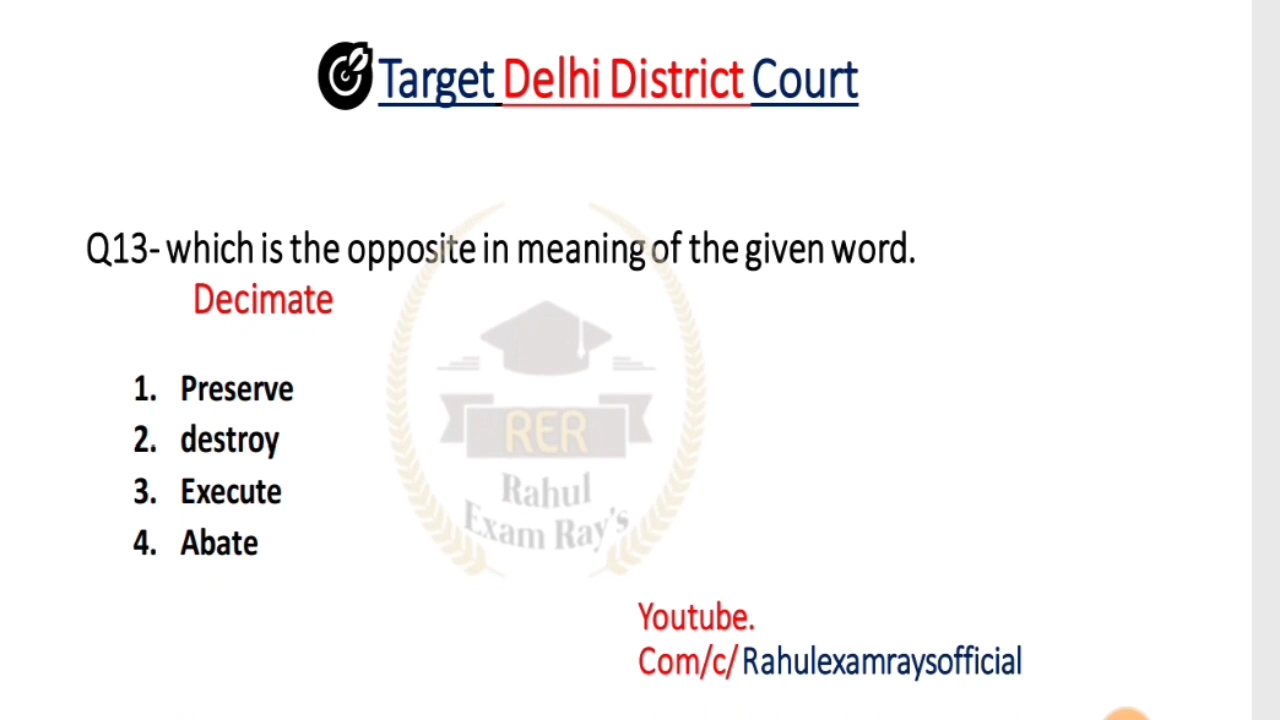 Target Delhi District Court
Q13- which is the opposite in meaning of the given word.
Decimate
1. Preserve
2. destroy
3. Execute
4. Abate
RER
Rahul
Exam Ray's
Youtube.
Com/c/Rahulexamraysofficial